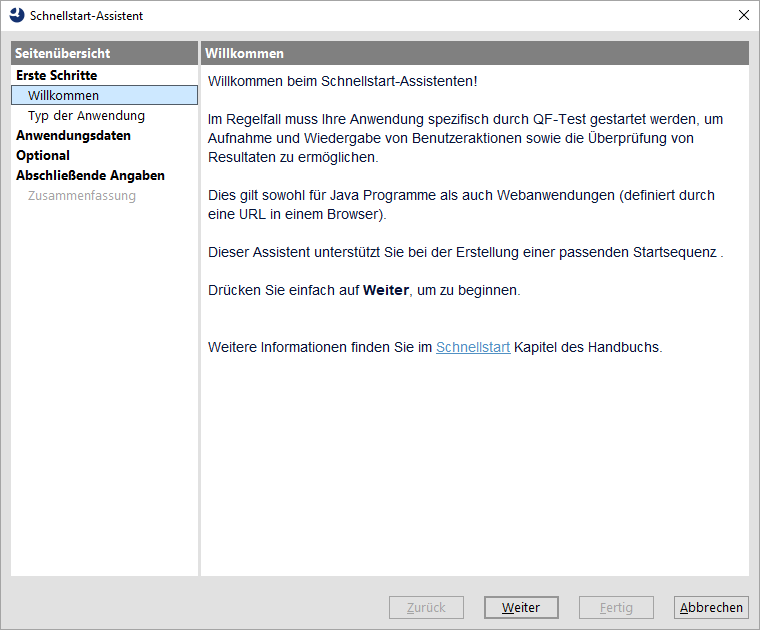 Schnellstart-Assistent
Seitenübersicht
Erste Schritte
Willkommen
Typ der Anwendung
Anwendungsdaten
Optional
Abschließende Angaben
Zusammenfassung
Willkommen
Willkommen beim Schnellstart-Assistenten!
Im Regelfall muss Ihre Anwendung spezifisch durch QF-Test gestartet werden, um
Aufnahme und Wiedergabe von Benutzeraktionen sowie die Überprüfung von
Resultaten zu ermöglichen.
Dies gilt sowohl für Java Programme als auch Webanwendungen (definiert durch
eine URL in einem Browser).
Dieser Assistent unterstützt Sie bei der Erstellung einer passenden Startsequenz .
Drücken Sie einfach auf Weiter, um zu beginnen.
Weitere Informationen finden Sie im Schnellstart Kapitel des Handbuchs.
Zurück
Weiter
Fertig
Abbrechen